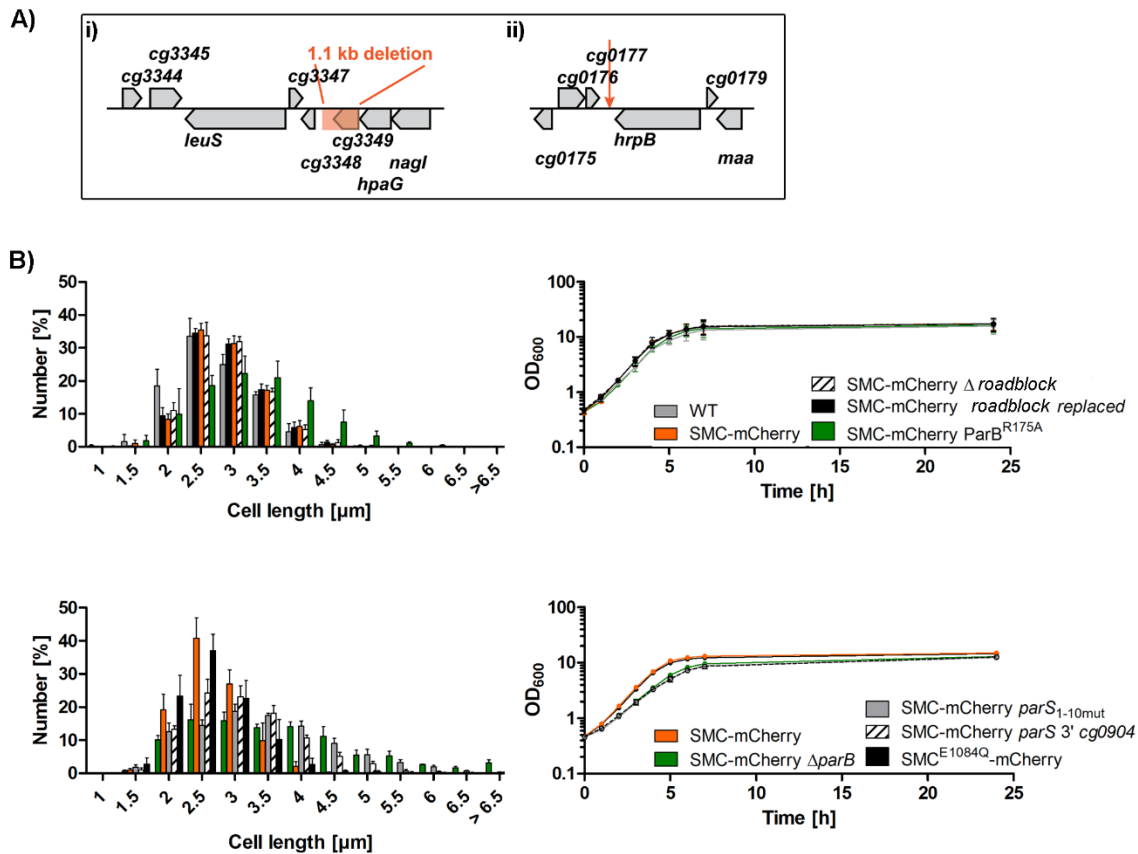 A)
i)
cg3345
cg3344
1.1 kb deletion
cg3347
leuS
cg3349
cg3348
nagI
hpaG
ii)
cg0177
cg0176
cg0179
cg0175
hrpB
maa
B)
Number [%]
50
40
30
20
10
0
1
1.5
2
2.5
3
3.5
4
4.5
5
5.5
6
6.5
>6.5
Cell length [µm]
OD600
100
10
1
0.1
WT
SMC-mCherry
SMC-mCherry Δ roadblock
SMC-mCherry roadblock replaced
SMC-mCherry ParB^R175A
0 5 10 15 20 25
Time [h]
Number [%]
50
40
30
20
10
0
1
1.5
2
2.5
3
3.5
4
4.5
5
5.5
6
6.5
> 6.5
Cell length [µm]
OD600
100
10
1
0.1
SMC-mCherry
SMC-mCherry ΔparB
SMC-mCherry parS1-10mut
SMC-mCherry parS 3' cg0904
SMC^E1084Q-mCherry
0 5 10 15 20 25
Time [h]